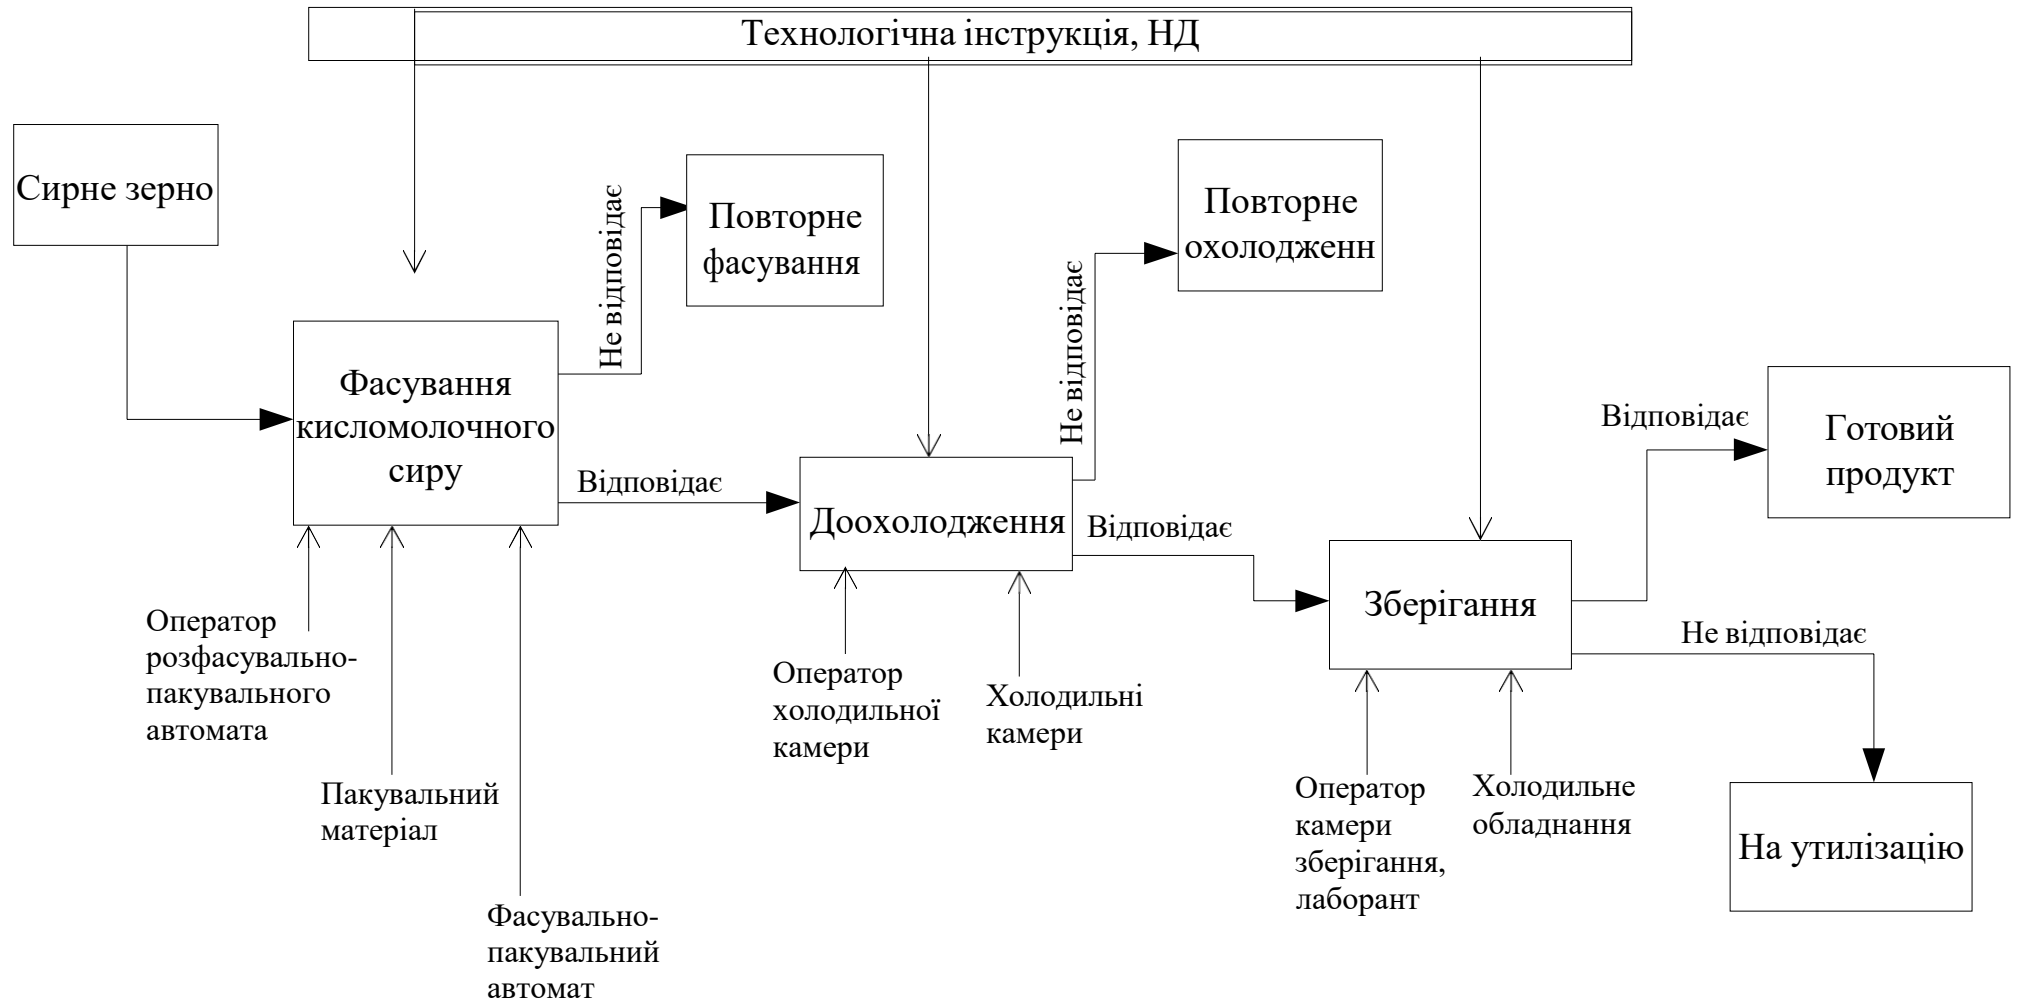 Технологічна інструкція, НД
Сирне зерно
Не відповідає
Повторне
фасування
Не відповідає
Повторне
охолодженн
Фасування
кисломолочного
сиру
Відповідає
Доохолодження
Відповідає
Зберігання
Відповідає
Готовий
продукт
Не відповідає
На утилізацію
Оператор
розфасувально-
пакувального
автомата
Пакувальний
матеріал
Фасувально-
пакувальний
автомат
Оператор
холодильної
камери
Холодильні
камери
Оператор
камери
зберігання,
лаборант
Холодильне
обладнання